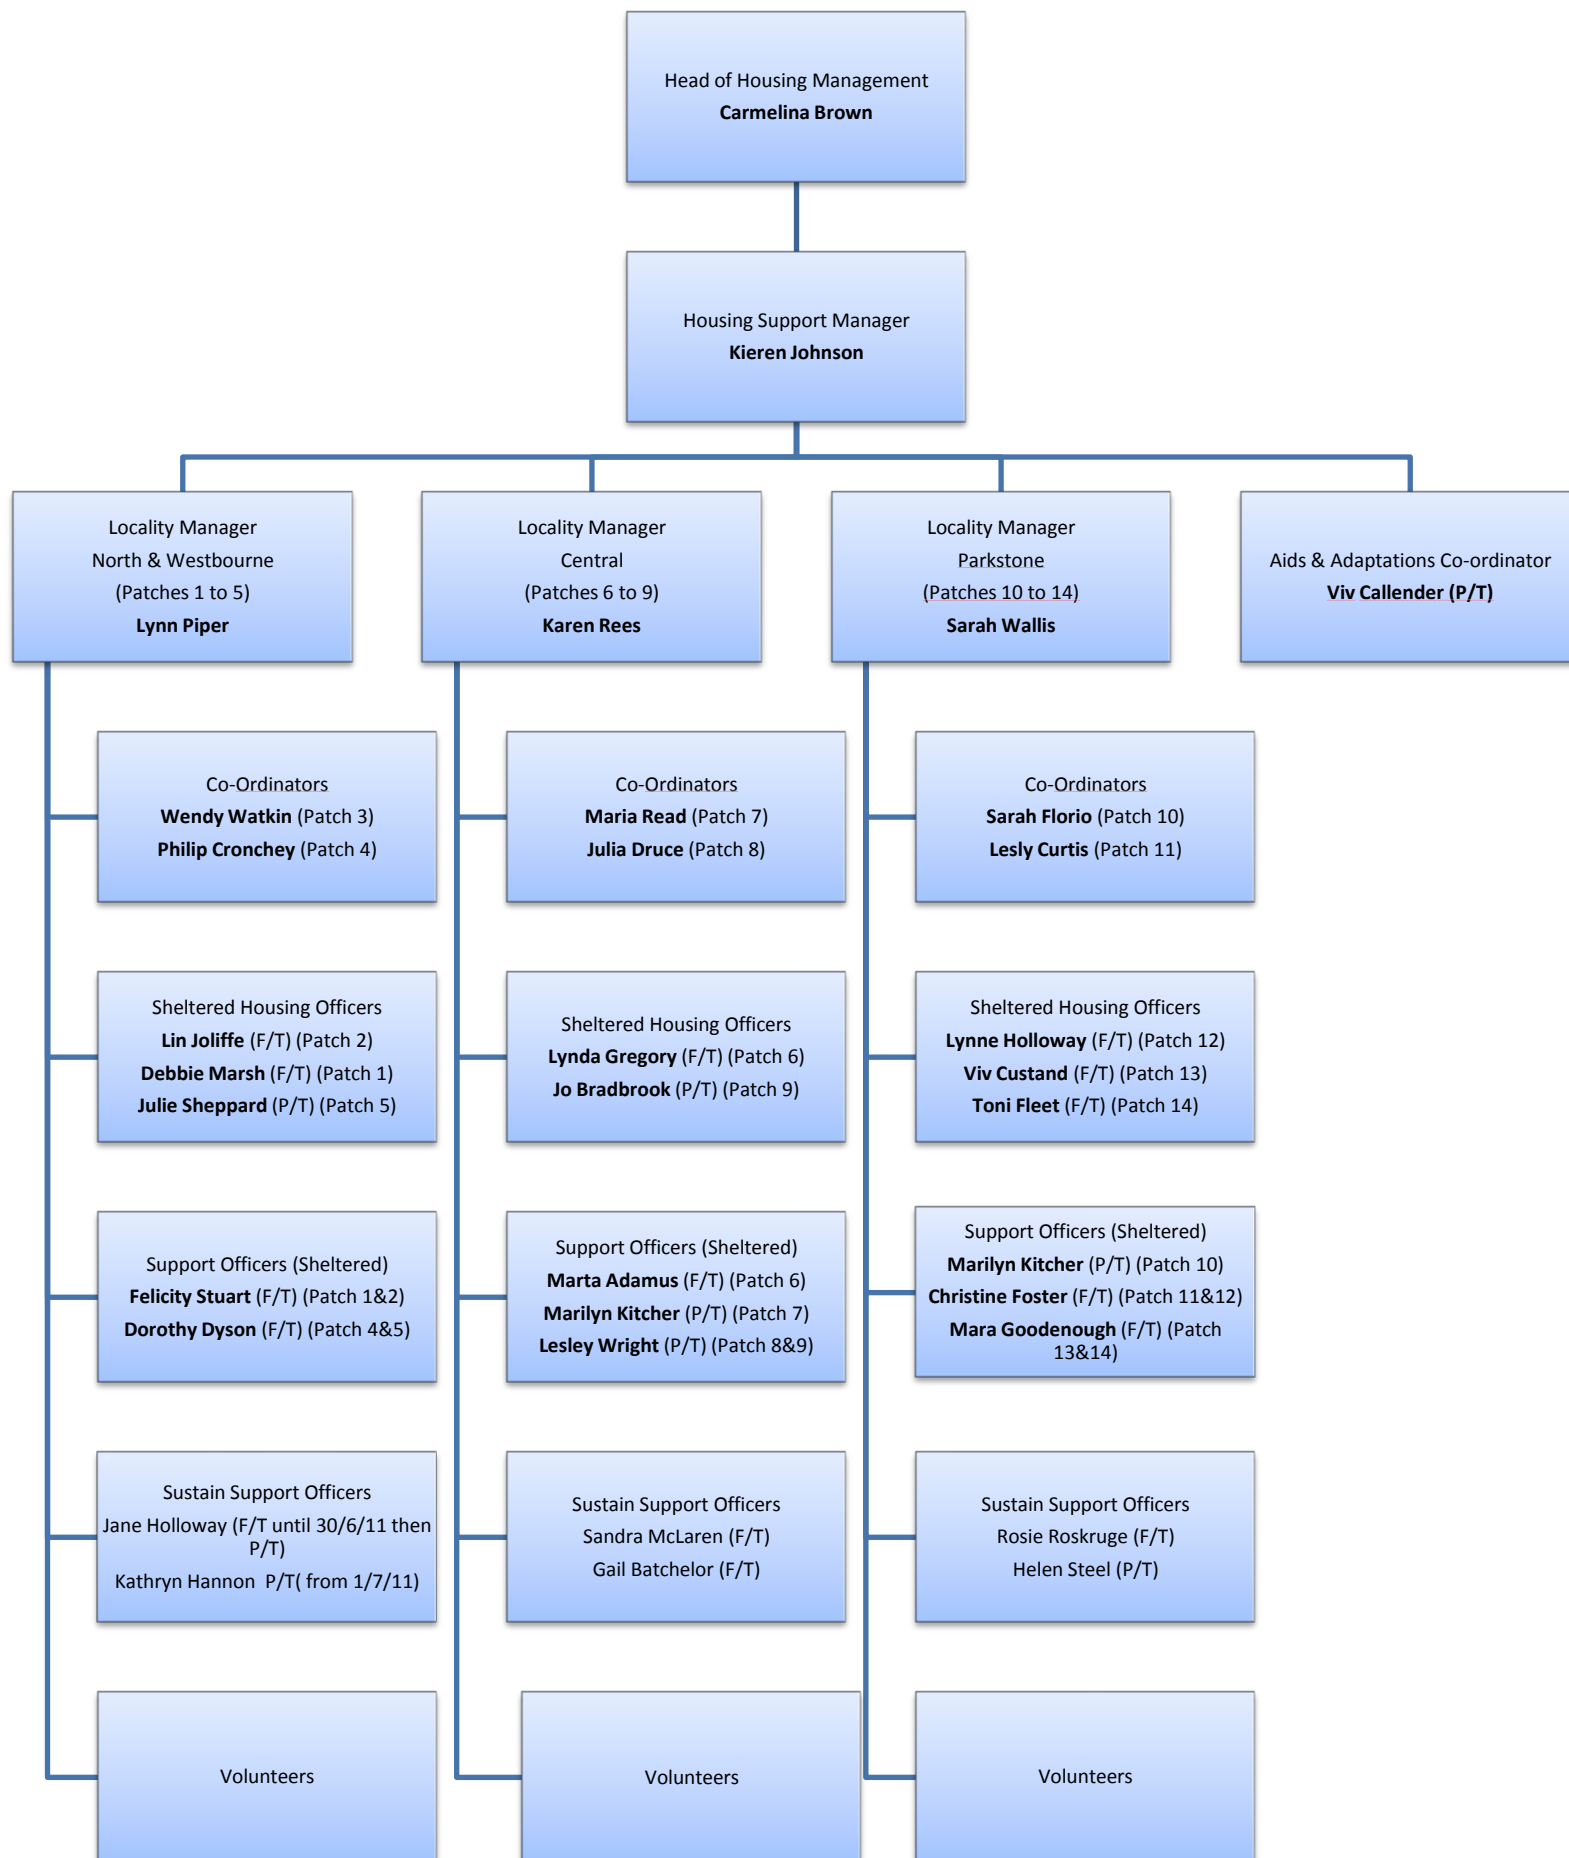 Head of Housing Management
Carmelina Brown
Housing Support Manager
Kieren Johnson
Locality Manager
North & Westbourne
(Patches 1 to 5)
Lynn Piper
Locality Manager
Central
(Patches 6 to 9)
Karen Rees
Locality Manager
Parkstone
(Patches 10 to 14)
Sarah Wallis
Aids & Adaptations Co-ordinator
Viv Callender (P/T)
Co-Ordinators
Wendy Watkin (Patch 3)
Philip Cronchey (Patch 4)
Co-Ordinators
Maria Read (Patch 7)
Julia Druce (Patch 8)
Co-Ordinators
Sarah Florio (Patch 10)
Lesly Curtis (Patch 11)
Sheltered Housing Officers
Lin Joliffe (F/T) (Patch 2)
Debbie Marsh (F/T) (Patch 1)
Julie Sheppard (P/T) (Patch 5)
Sheltered Housing Officers
Lynda Gregory (F/T) (Patch 6)
Jo Bradbrook (P/T) (Patch 9)
Sheltered Housing Officers
Lynne Holloway (F/T) (Patch 12)
Viv Custand (F/T) (Patch 13)
Toni Fleet (F/T) (Patch 14)
Support Officers (Sheltered)
Felicity Stuart (F/T) (Patch 1&2)
Dorothy Dyson (F/T) (Patch 4&5)
Support Officers (Sheltered)
Marta Adamus (F/T) (Patch 6)
Marilyn Kitcher (P/T) (Patch 7)
Lesley Wright (P/T) (Patch 8&9)
Support Officers (Sheltered)
Marilyn Kitcher (P/T) (Patch 10)
Christine Foster (F/T) (Patch 11&12)
Mara Goodenough (F/T) (Patch
13&14)
Sustain Support Officers
Jane Holloway (F/T until 30/6/11 then
P/T)
Kathryn Hannon  P/T( from 1/7/11)
Sustain Support Officers
Sandra McLaren (F/T)
Gail Batchelor (F/T)
Sustain Support Officers
Rosie Roskruge (F/T)
Helen Steel (P/T)
Volunteers
Volunteers
Volunteers